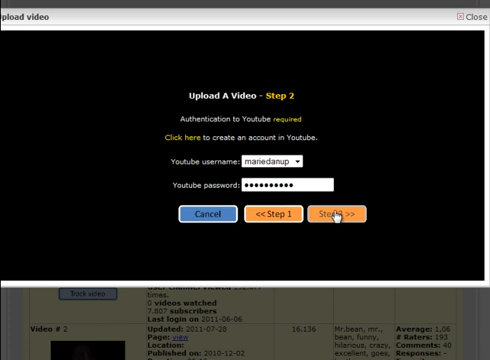 Upload video
Close
Upload A Video - Step 2
Authentication to Youtube required
Click here to create an account in Youtube.
Youtube username: mariedanup
Youtube password: ●●●●●●●●●●
Cancel << Step 1 >>
Track video
times.
0 videos watched
7.807 subscribers
Last login on 2011-06-06
Video # 2
Updated: 2011-07-28
Page: view
Location:
Published on: 2010-12-02
16,136
Mr.bean, mr.,
bean, funny,
hilarious, crazy,
excellent, goes,
Average: 1,06
# Raters: 193
Comments: 40
Responses: -